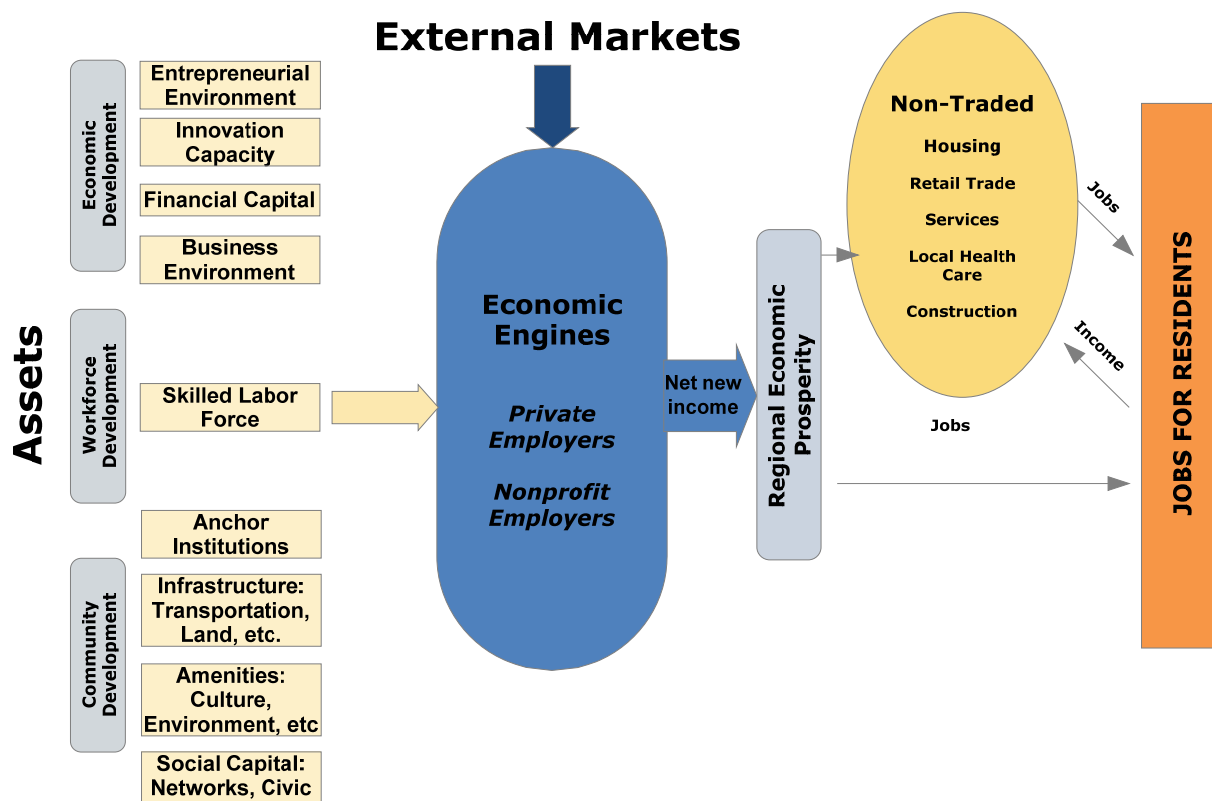 External Markets
Assets
Economic
Development
Entrepreneurial
Environment
Innovation
Capacity
Financial Capital
Business
Environment
Workforce
Development
Skilled Labor
Force
Community
Development
Anchor
Institutions
Infrastructure:
Transportation,
Land, etc.
Amenities:
Culture,
Environment, etc
Social Capital:
Networks, Civic
Economic
Engines
Private
Employers
Nonprofit
Employers
Net new
income
Regional Economic
Prosperity
Non-Traded
Housing
Retail Trade
Services
Local Health
Care
Construction
Jobs
Income
Jobs
JOBS FOR RESIDENTS